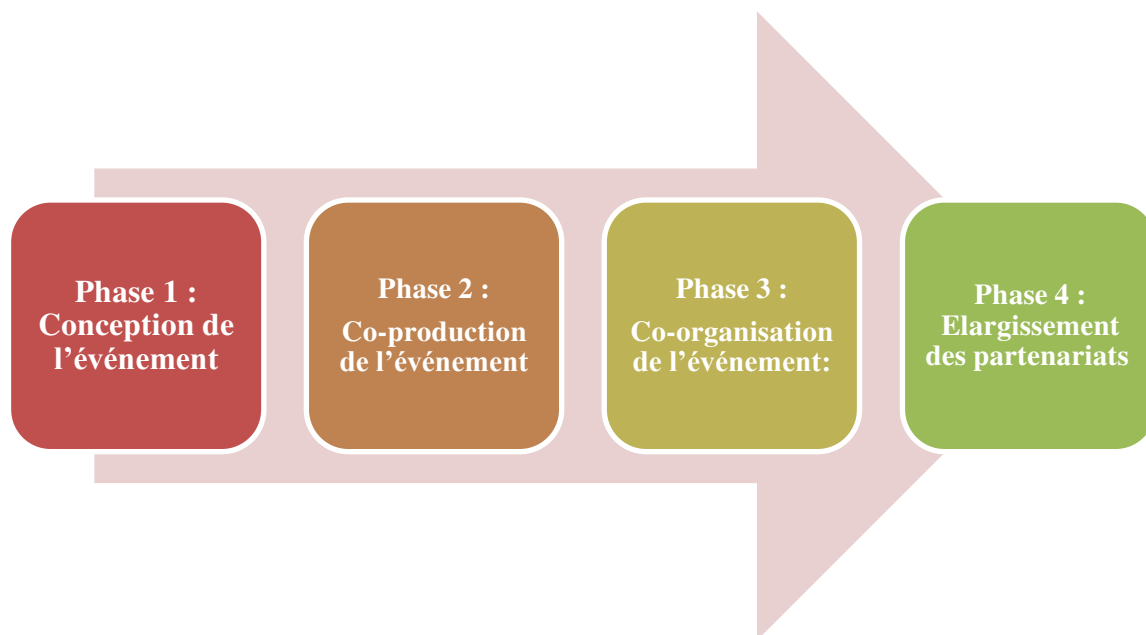 Phase 1 :
Conception de
l’événement
Phase 2 :
Co-production
de l’événement
Phase 3 :
Co-organisation
de l’événement:
Phase 4 :
Elargissement
des partenariats